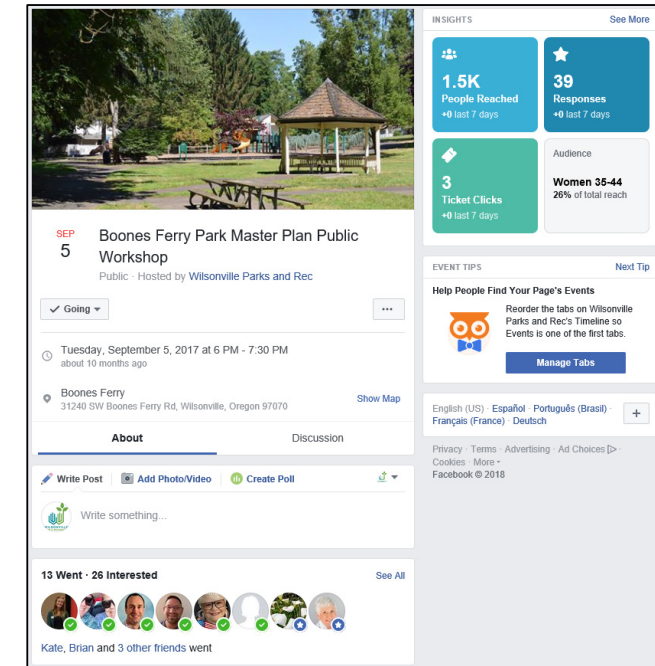 SEP
5
Boones Ferry Park Master Plan Public
Workshop
Public · Hosted by Wilsonville Parks and Rec
Going
Tuesday, September 5, 2017 at 6 PM - 7:30 PM
about 10 months ago
Boones Ferry
31240 SW Boones Ferry Rd, Wilsonville, Oregon 97070
Show Map
About
Discussion
Write Post
Add Photo/Video
Create Poll
WILSONVILLE
Write something...
13 Went · 26 Interested
See All
Kate, Brian and 3 other friends went
INSIGHTS
See More
1.5K
People Reached
+0 last 7 days
39
Responses
+0 last 7 days
3
Ticket Clicks
+0 last 7 days
Audience
Women 35-44
26% of total reach
EVENT TIPS
Next Tip
Help People Find Your Page's Events
Reorder the tabs on Wilsonville
Parks and Rec's Timeline so
Events is one of the first tabs.
Manage Tabs
English (US) · Español · Português (Brasil) ·
Français (France) · Deutsch
+
Privacy · Terms · Advertising · Ad Choices ·
Cookies · More
Facebook © 2018